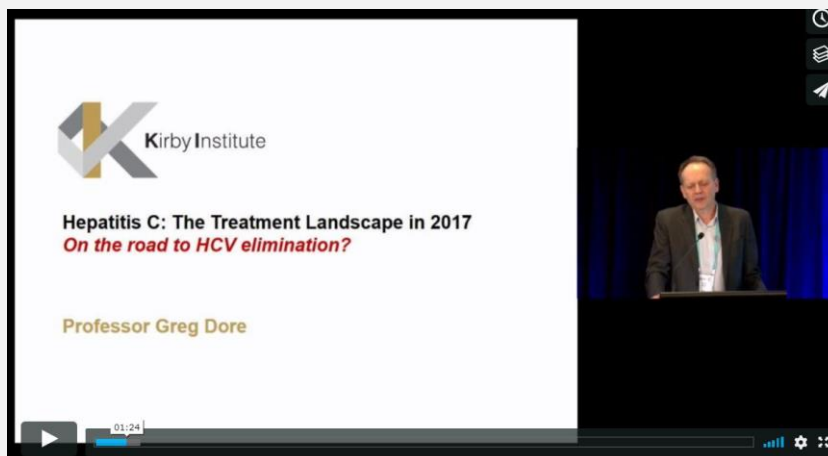 Kirby Institute
Hepatitis C: The Treatment Landscape in 2017
On the road to HCV elimination?
Professor Greg Dore
01:24